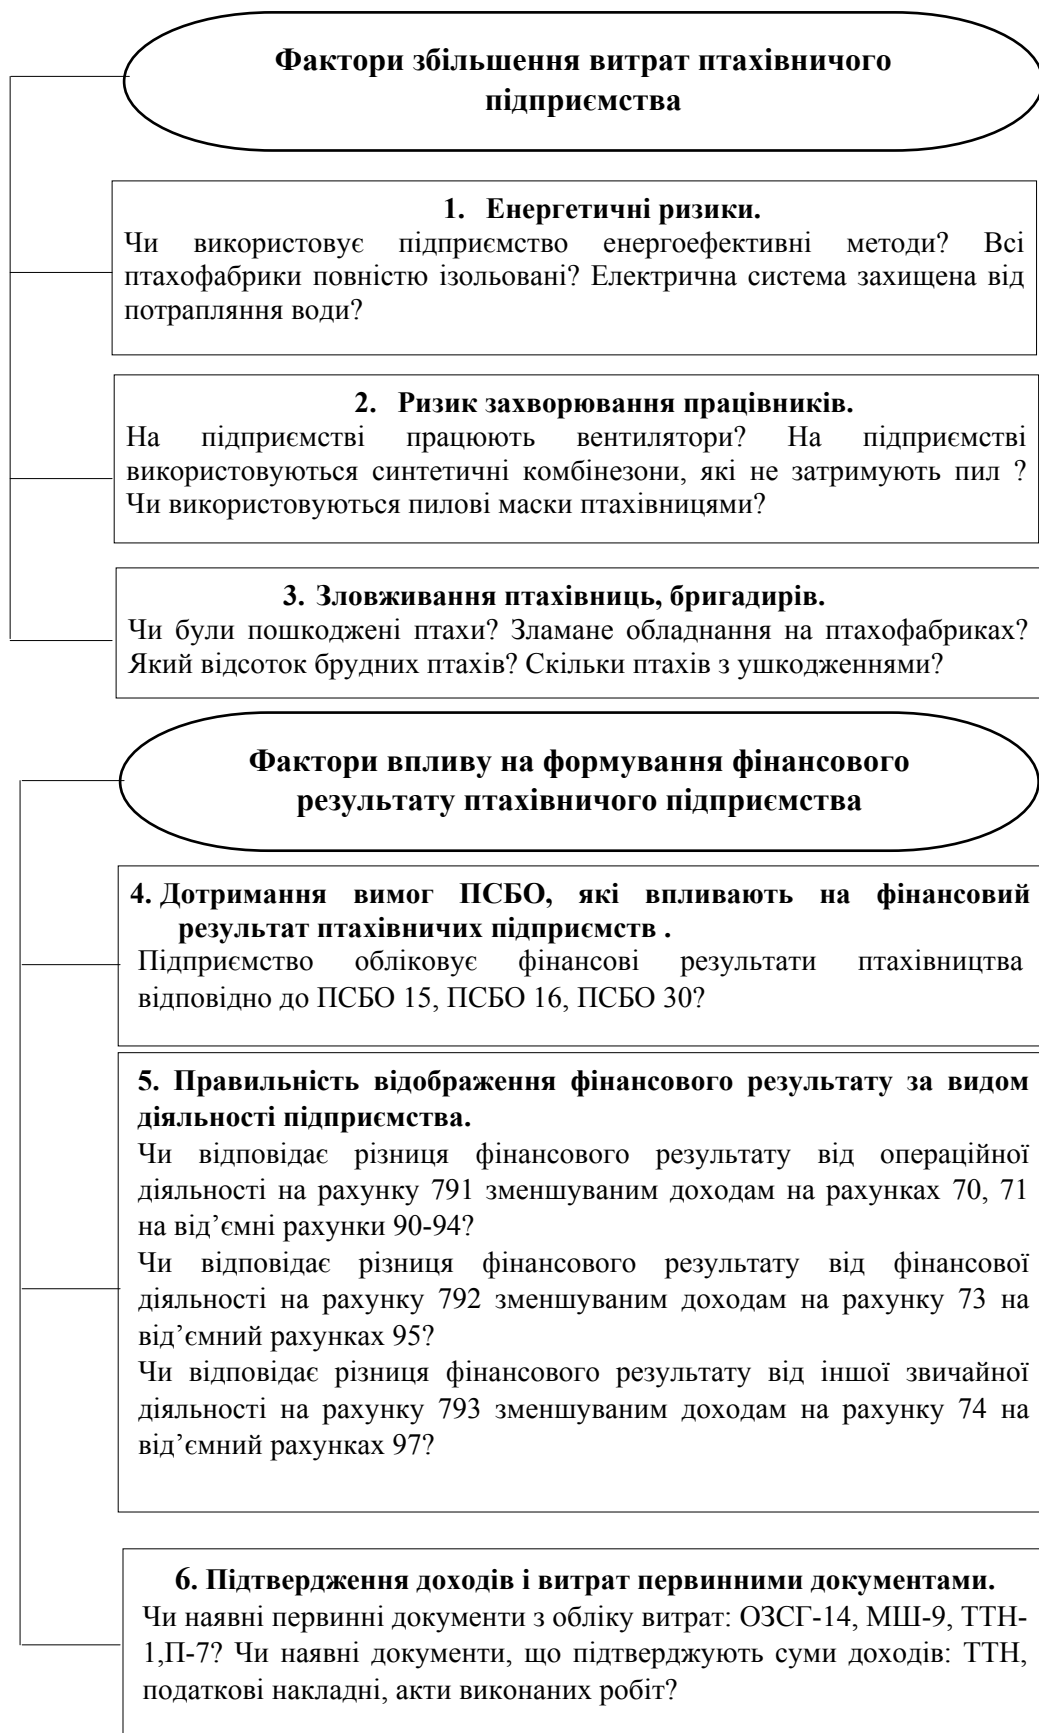 Фактори збільшення витрат птахівничого
підприємства
1. Енергетичні ризики.
Чи використовує підприємство енергоефективні методи? Всі
птахофабрики повністю ізольовані? Електрична система захищена від
потрапляння води?
2. Ризик захворювання працівників.
На підприємстві працюють вентилятори? На підприємстві
використовуються синтетичні комбінезони, які не затримують пил ?
Чи використовуються пилові маски птахівницями?
3. Зловживання птахівниць, бригадирів.
Чи були пошкоджені птахи? Зламане обладнання на птахофабриках?
Який відсоток брудних птахів? Скільки птахів з ушкодженнями?
Фактори впливу на формування фінансового
результату птахівничого підприємства
4. Дотримання вимог ПСБО, які впливають на фінансовий
результат птахівничих підприємств .
Підприємство обліковує фінансові результати птахівництва
відповідно до ПСБО 15, ПСБО 16, ПСБО 30?
5. Правильність відображення фінансового результату за видом
діяльності підприємства.
Чи відповідає різниця фінансового результату від операційної
діяльності на рахунку 791 зменшуваним доходам на рахунках 70, 71
на від’ємні рахунки 90-94?
Чи відповідає різниця фінансового результату від фінансової
діяльності на рахунку 792 зменшуваним доходам на рахунку 73 на
від’ємний рахунках 95?
Чи відповідає різниця фінансового результату від іншої звичайної
діяльності на рахунку 793 зменшуваним доходам на рахунку 74 на
від’ємний рахунках 97?
6. Підтвердження доходів і витрат первинними документами.
Чи наявні первинні документи з обліку витрат: ОЗСГ-14, МШ-9, ТТН-
1,П-7? Чи наявні документи, що підтверджують суми доходів: ТТН,
податкові накладні, акти виконаних робіт?